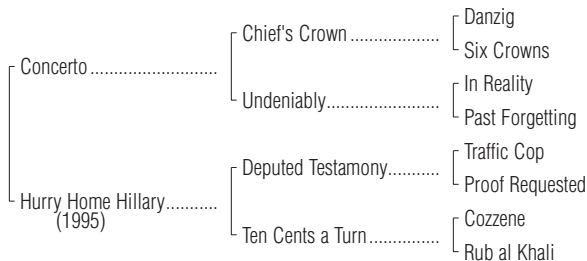 Danzig
Chief's Crown ...................
Six Crowns
Concerto ...........................
In Reality
Undeniably........................
Past Forgetting
Traffic Cop
Deputed Testamony...........
Proof Requested
Hurry Home Hillary...........
(1995)
Cozzene
Ten Cents a Turn ...............
Rub al Khali